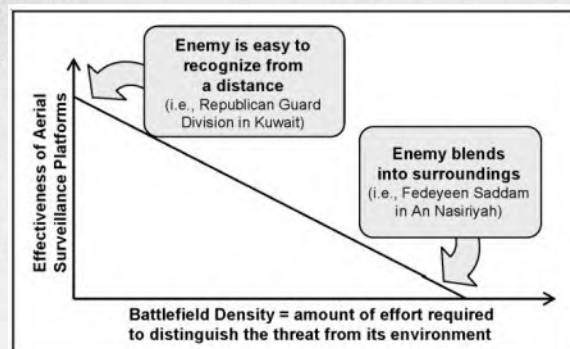 Effectiveness of Aerial
Surveillance Platforms
Enemy is easy to
recognize from
a distance
(i.e., Republican Guard
Division in Kuwait)
Enemy blends
into surroundings
(i.e., Fedeyeen Saddam
in An Nasiriyah)
Battlefield Density = amount of effort required
to distinguish the threat from its environment